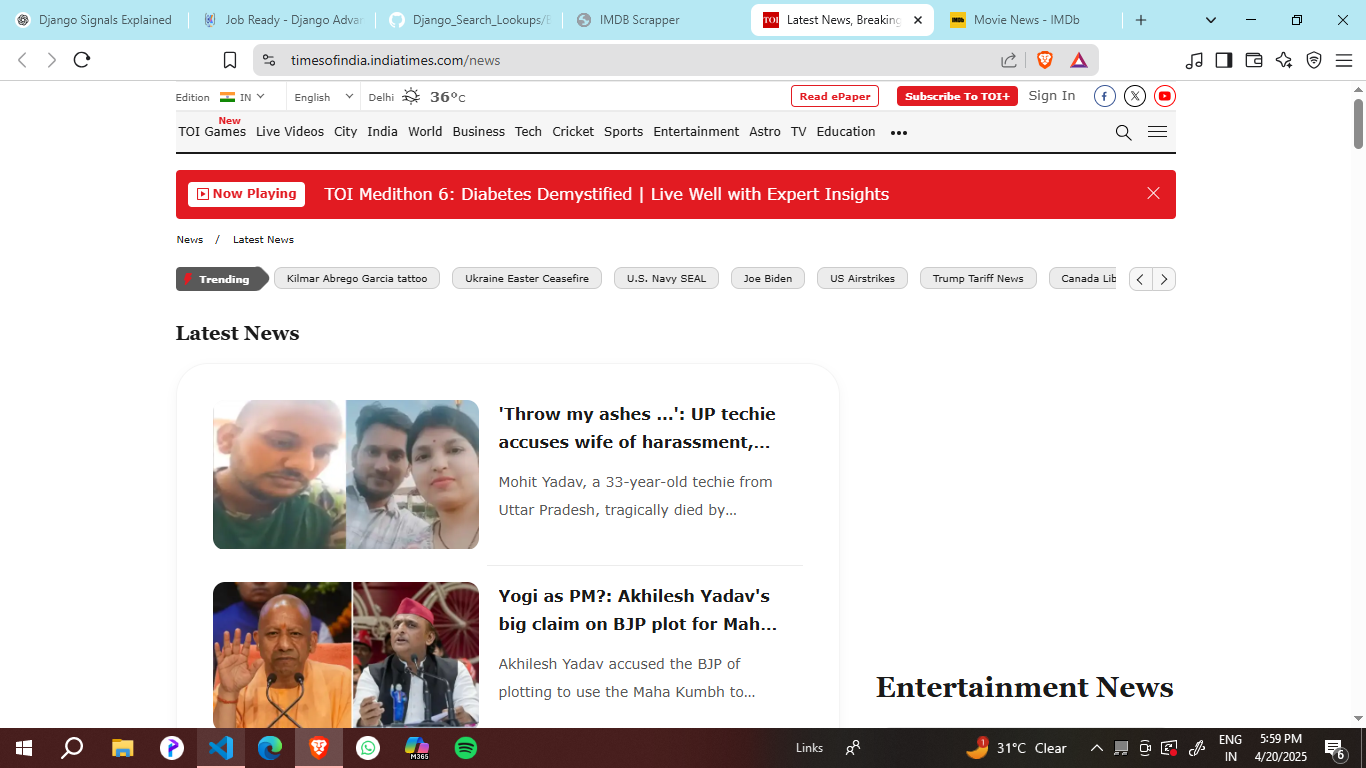 Django Signals Explained
Job Ready - Django Advan
Django_Search_Lookups/B
IMDB Scrapper
TOI
Latest News, Breaking
IMDb
Movie News - IMDb
timesofindia.indiatimes.com/news
Edition IN
English
Delhi
36°C
Read ePaper
Subscribe To TOI+
Sign In
New
TOI Games Live Videos City India World Business Tech Cricket Sports Entertainment Astro TV Education
Now Playing
TOI Medithon 6: Diabetes Demystified | Live Well with Expert Insights
News / Latest News
Trending
Kilmar Abrego Garcia tattoo
Ukraine Easter Ceasefire
U.S. Navy SEAL
Joe Biden
US Airstrikes
Trump Tariff News
Canada Lib
Latest News
'Throw my ashes ...': UP techie
accuses wife of harassment,...
Mohit Yadav, a 33-year-old techie from
Uttar Pradesh, tragically died by...
Yogi as PM?: Akhilesh Yadav's
big claim on BJP plot for Mah...
Akhilesh Yadav accused the BJP of
plotting to use the Maha Kumbh to...
Entertainment News
M365
Links
1
31°C Clear
ENG
IN
5:59 PM
4/20/2025
6